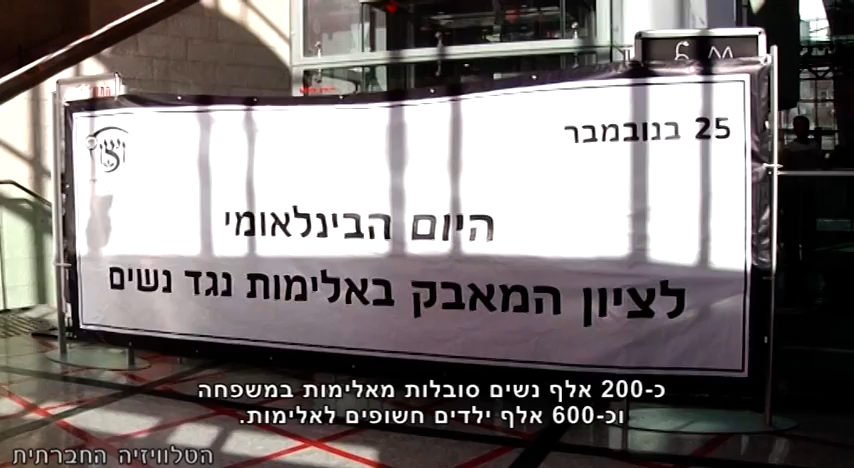 25 בנובמבר
ויצו
היום הבינלאומי
לציון המאבק באלימות נגד נשים
כ-200 אלף נשים סובלות מאלימות במשפחה
וכ-600 אלף ילדים חשופים לאלימות.
הטלוויזיה החברתית